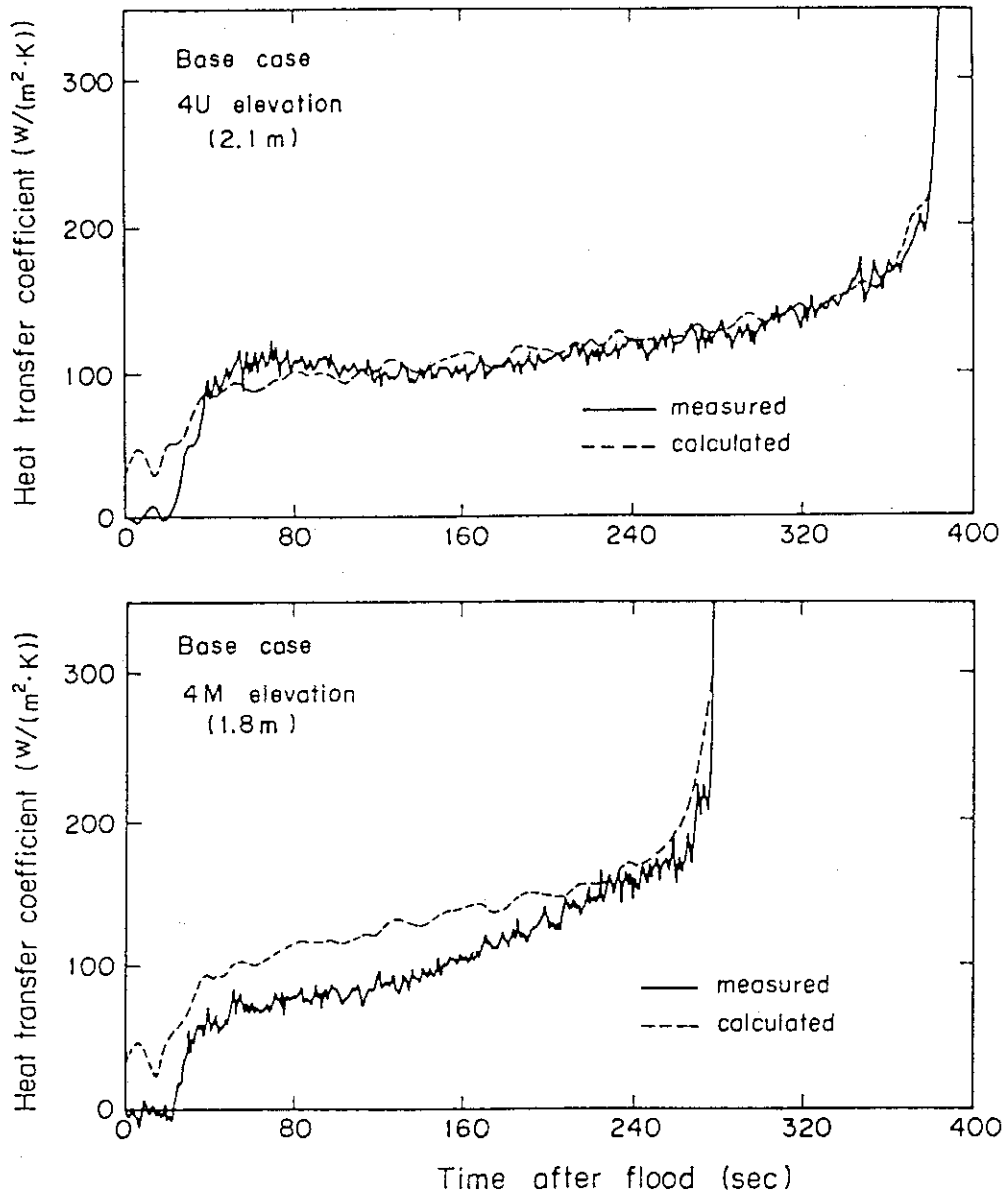 Heat transfer coefficient (W/(m²·K))
300
200
100
0
Base case
4U elevation
(2.1 m)
measured
calculated
0 80 160 240 320 400
Heat transfer coefficient (W/(m²·K))
300
200
100
0
Base case
4M elevation
(1.8 m)
measured
calculated
0 80 160 240 320 400
Time after flood (sec)